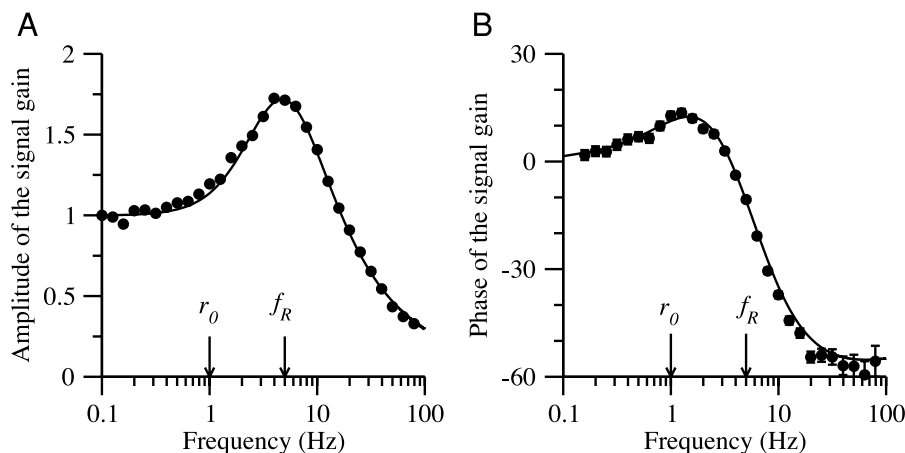 A
Amplitude of the signal gain
2
1.5
1
0.5
0
r0
fR
0.1
1
10
100
Frequency (Hz)
B
Phase of the signal gain
30
0
-30
-60
r0
fR
0.1
1
10
100
Frequency (Hz)